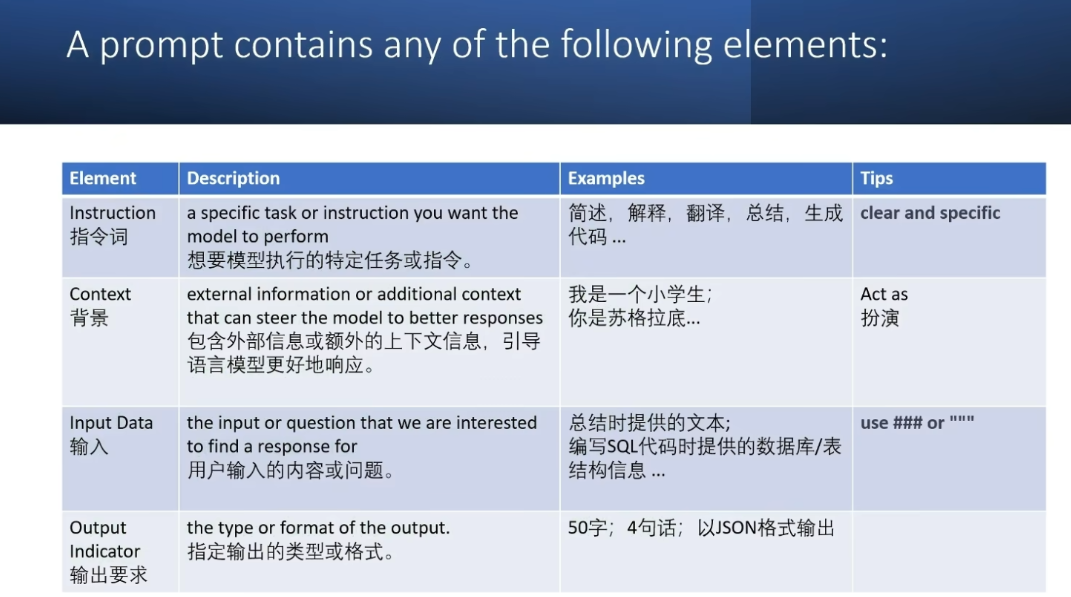 A prompt contains any of the following elements:
Element
Description
Examples
Tips
Instruction
指令词
a specific task or instruction you want the
model to perform
想要模型执行的特定任务或指令。
简述，解释，翻译，总结，生成
代码 ...
clear and specific
Context
背景
external information or additional context
that can steer the model to better responses
包含外部信息或额外的上下文信息，引导
语言模型更好地响应。
我是一个小学生；
你是苏格拉底...
Act as
扮演
Input Data
输入
the input or question that we are interested
to find a response for
用户输入的内容或问题。
总结时提供的文本;
编写SQL代码时提供的数据库/表
结构信息 ...
use ### or """
Output
Indicator
输出要求
the type or format of the output.
指定输出的类型或格式。
50字；4句话；以JSON格式输出